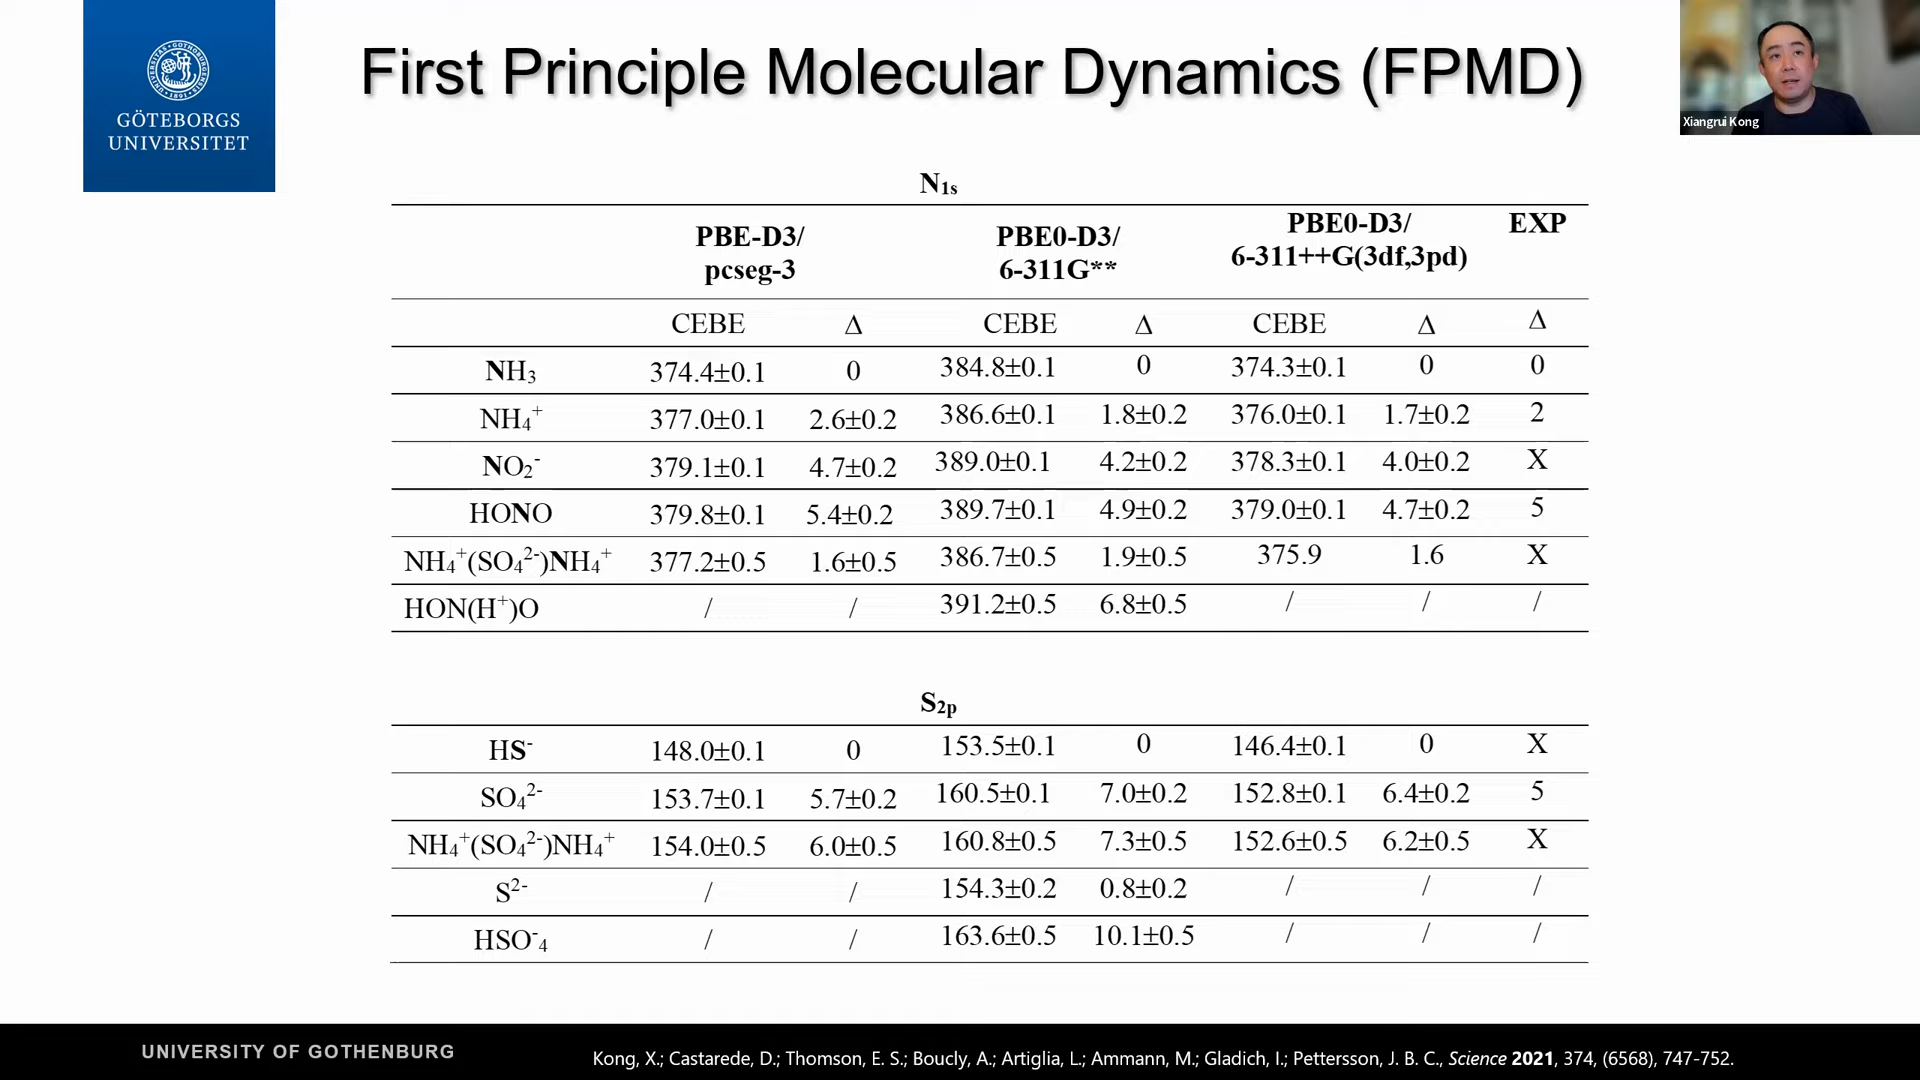 GÖTEBORGS
UNIVERSITET
First Principle Molecular Dynamics (FPMD)
Xiangrui Kong
N1s
PBE-D3/ pcseg-3 PBE0-D3/ 6-311G** PBE0-D3/ 6-311++G(3df,3pd) EXP
CEBE Δ CEBE Δ CEBE Δ Δ
NH3 374.4±0.1 0 384.8±0.1 0 374.3±0.1 0 0
NH4+ 377.0±0.1 2.6±0.2 386.6±0.1 1.8±0.2 376.0±0.1 1.7±0.2 2
NO2- 379.1±0.1 4.7±0.2 389.0±0.1 4.2±0.2 378.3±0.1 4.0±0.2 X
HONO 379.8±0.1 5.4±0.2 389.7±0.1 4.9±0.2 379.0±0.1 4.7±0.2 5
NH4+(SO42-)NH4+ 377.2±0.5 1.6±0.5 386.7±0.5 1.9±0.5 375.9 1.6 X
HON(H+)O / / 391.2±0.5 6.8±0.5 / / /
S2p
HS- 148.0±0.1 0 153.5±0.1 0 146.4±0.1 0 X
SO42- 153.7±0.1 5.7±0.2 160.5±0.1 7.0±0.2 152.8±0.1 6.4±0.2 5
NH4+(SO42-)NH4+ 154.0±0.5 6.0±0.5 160.8±0.5 7.3±0.5 152.6±0.5 6.2±0.5 X
S2- / / 154.3±0.2 0.8±0.2 / / /
HSO-4 / / 163.6±0.5 10.1±0.5 / / /
UNIVERSITY OF GOTHENBURG
Kong, X.; Castarede, D.; Thomson, E. S.; Boucly, A.; Artiglia, L.; Ammann, M.; Gladich, I.; Pettersson, J. B. C., Science 2021, 374, (6568), 747-752.